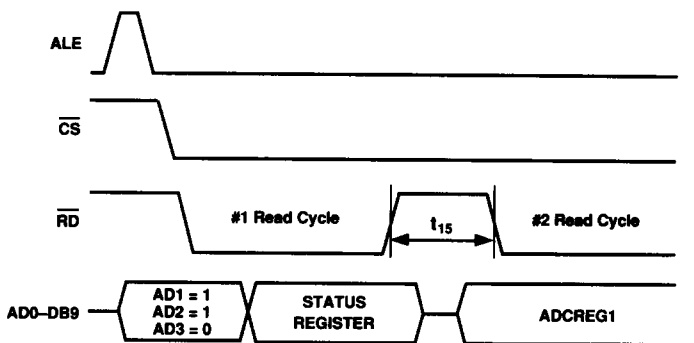 ALE
CS
RD
#1 Read Cycle
t15
#2 Read Cycle
AD0–DB9
AD1 = 1
AD2 = 1
AD3 = 0
STATUS
REGISTER
ADCREG1